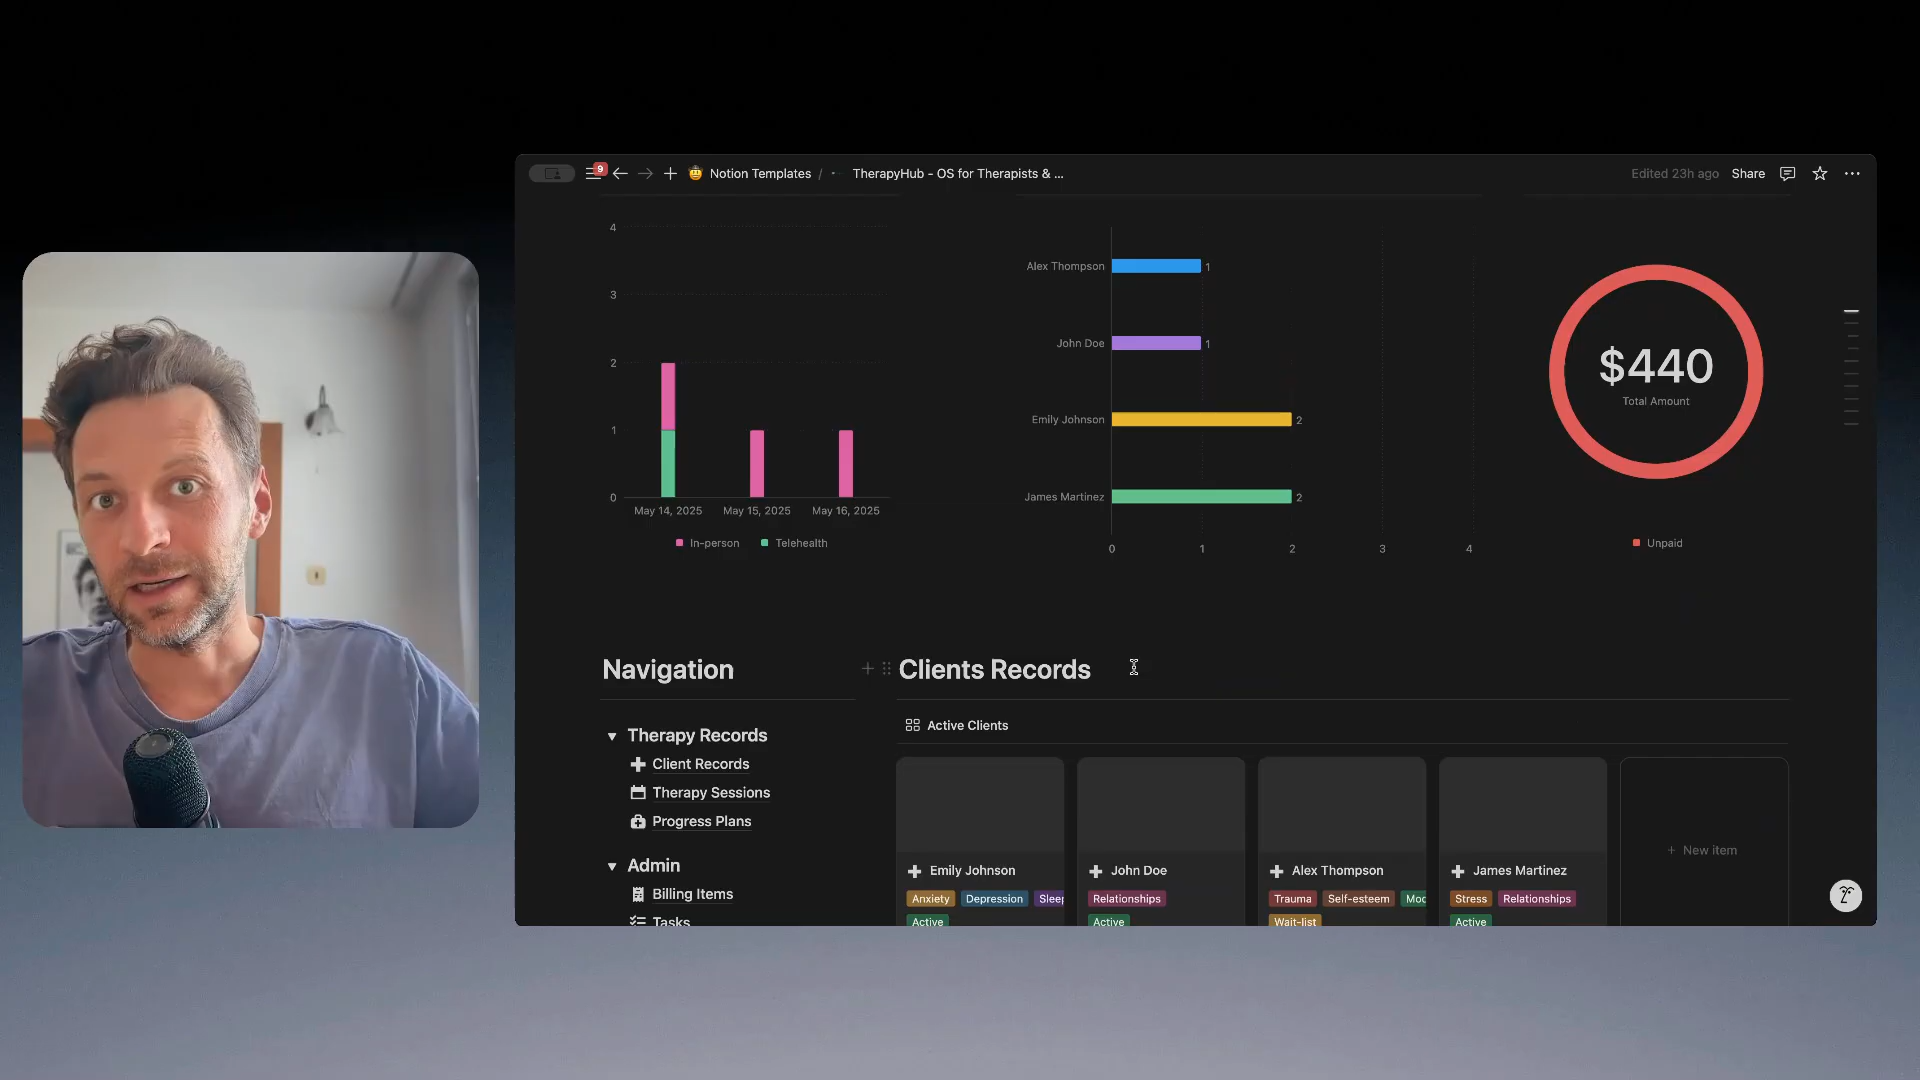 9
Notion Templates / TherapyHub - OS for Therapists & ...
Edited 23h ago Share
4
3
2
1
0
May 14, 2025 May 15, 2025 May 16, 2025
In-person Telehealth
Alex Thompson 1
John Doe 1
Emily Johnson 2
James Martinez 2
0 1 2 3 4
$440
Total Amount
Unpaid
Navigation
Therapy Records
Client Records
Therapy Sessions
Progress Plans
Admin
Billing Items
Tasks
Clients Records
Active Clients
Emily Johnson
Anxiety Depression Sleep
Active
John Doe
Relationships
Active
Alex Thompson
Trauma Self-esteem Moo
Wait-list
James Martinez
Stress Relationships
Active
New item